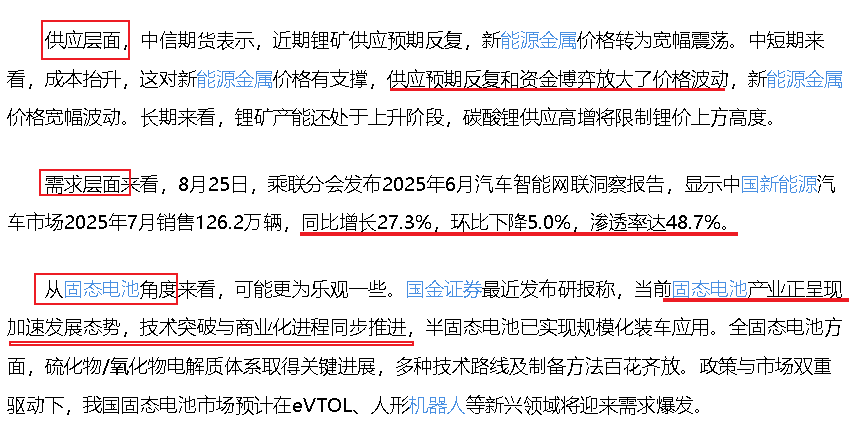 供应层面，中信期货表示，近期锂矿供应预期反复，新能源金属价格转为宽幅震荡。中短期来
看，成本抬升，这对新能源金属价格有支撑，供应预期反复和资金博弈放大了价格波动，新能源金属
价格宽幅波动。长期来看，锂矿产能还处于上升阶段，碳酸锂供应高增将限制锂价上方高度。
需求层面来看，8月25日，乘联分会发布2025年6月汽车智能网联洞察报告，显示中国新能源汽
车市场2025年7月销售126.2万辆，同比增长27.3%，环比下降5.0%，渗透率达48.7%。
从固态电池角度来看，可能更为乐观一些。国金证券最近发布研报称，当前固态电池产业正呈现
加速发展态势，技术突破与商业化进程同步推进，半固态电池已实现规模化装车应用。全固态电池方
面，硫化物/氧化物电解质体系取得关键进展，多种技术路线及制备方法百花齐放。政策与市场双重
驱动下，我国固态电池市场预计在eVTOL、人形机器人等新兴领域将迎来需求爆发。